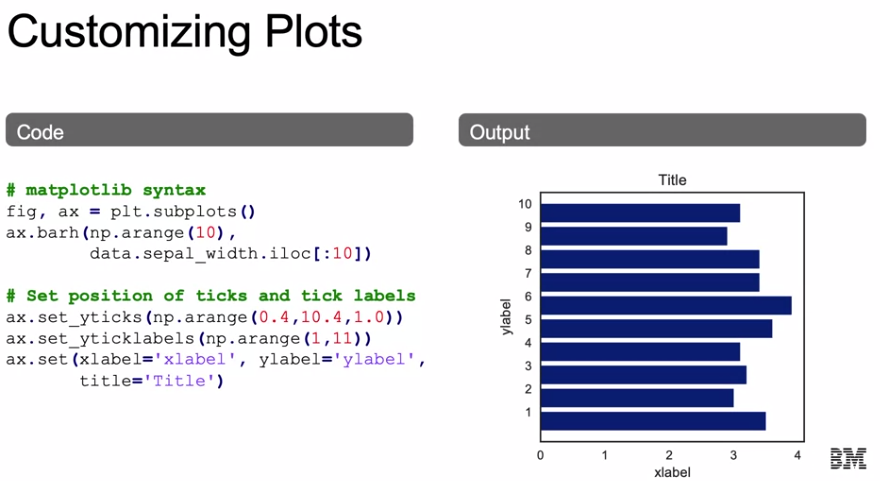 Customizing Plots
Code
# matplotlib syntax
fig, ax = plt.subplots()
ax.barh(np.arange(10),
        data.sepal_width.iloc[:10])
# Set position of ticks and tick labels
ax.set_yticks(np.arange(0.4,10.4,1.0))
ax.set_yticklabels(np.arange(1,11))
ax.set(xlabel='xlabel', ylabel='ylabel',
       title='Title')
Output
Title
10
9
8
7
6
5
4
3
2
1
ylabel
0 1 2 3 4
xlabel
IBM